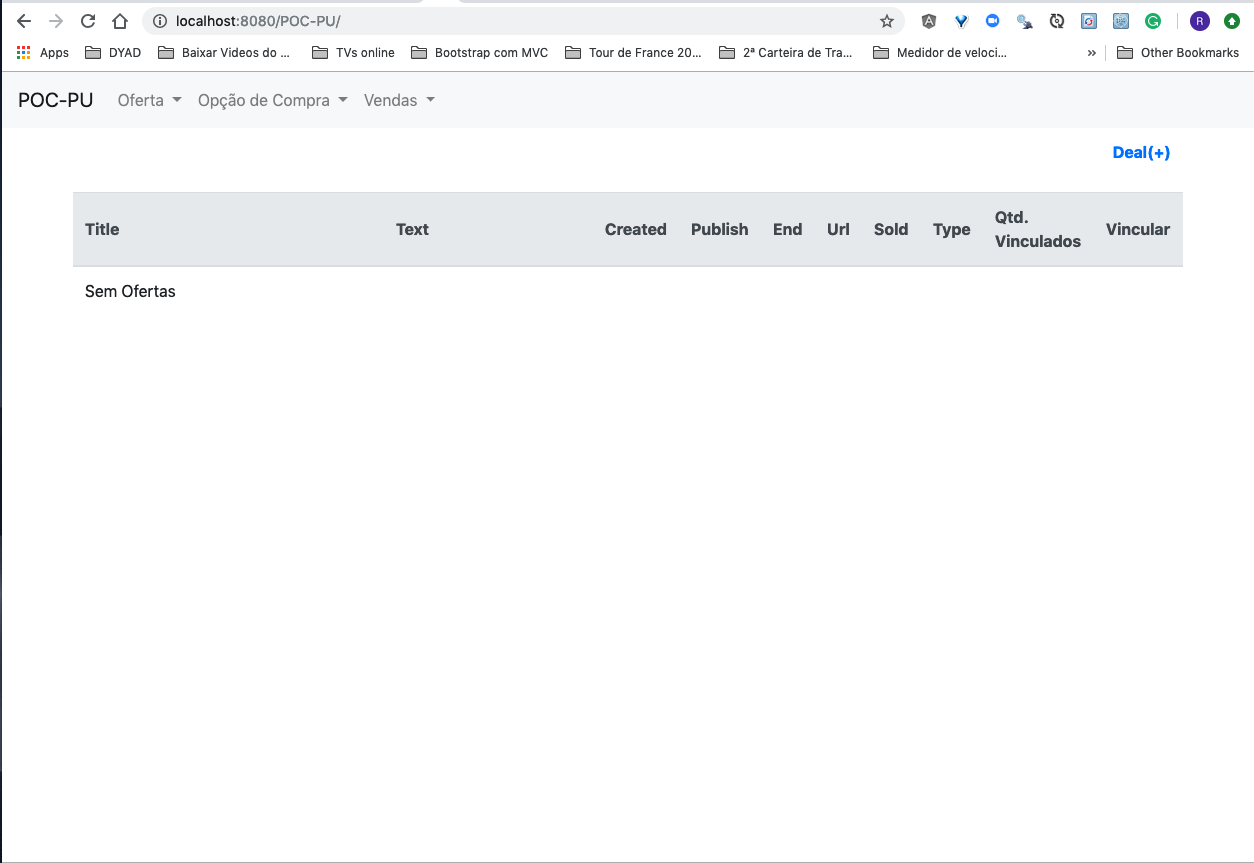 localhost:8080/POC-PU/
Apps DYAD Baixar Videos do ... TVs online Bootstrap com MVC Tour de France 20... 2ª Carteira de Tra... Medidor de veloci... » Other Bookmarks
POC-PU Oferta Opção de Compra Vendas
Deal(+)
Title Text Created Publish End Url Sold Type Qtd. Vinculados Vincular
Sem Ofertas